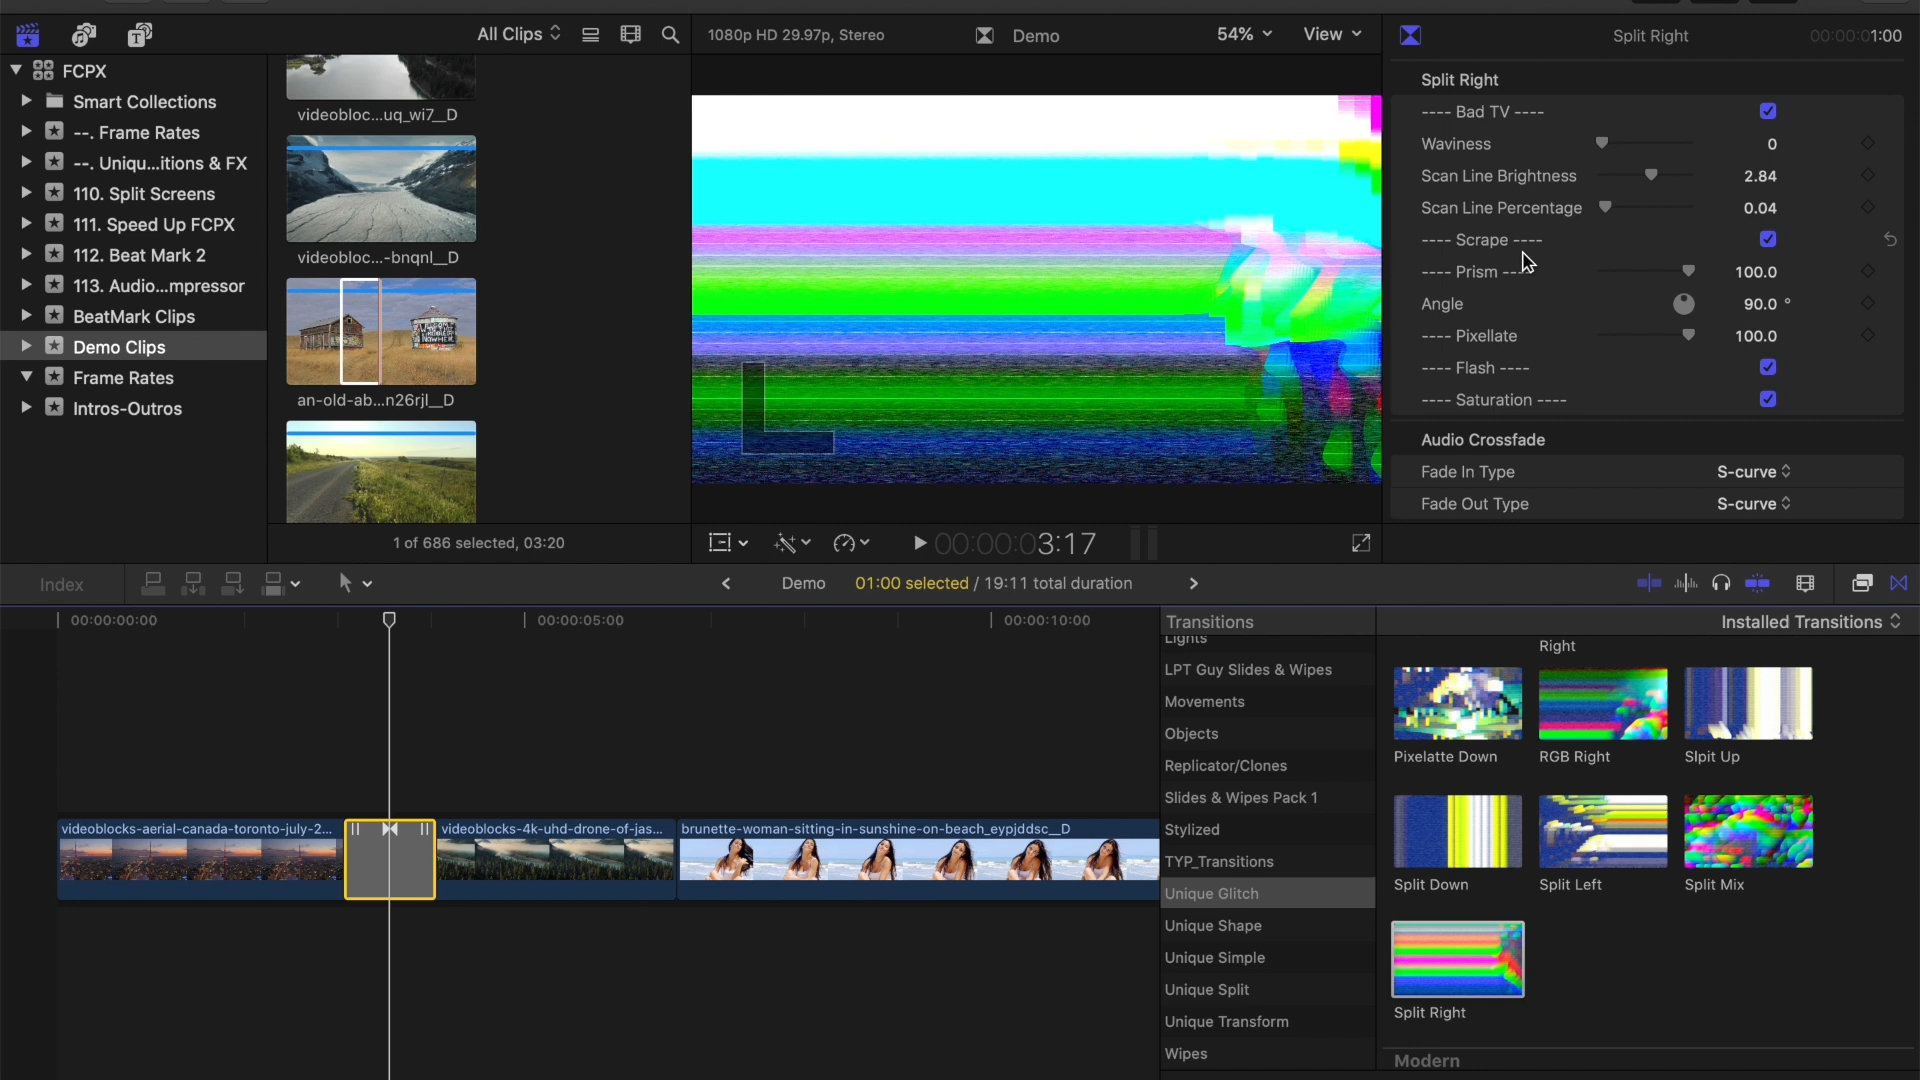 All Clips
1080p HD 29.97p, Stereo
Demo
54%
View
Split Right
00:00:01:00
FCPX
Smart Collections
--. Frame Rates
--. Uniqu...itions & FX
110. Split Screens
111. Speed Up FCPX
112. Beat Mark 2
113. Audio...mpressor
BeatMark Clips
Demo Clips
Frame Rates
Intros-Outros
videobloc...uq_wi7__D
videobloc...-bnqnl__D
an-old-ab...n26rjl__D
1 of 686 selected, 03:20
L
00:00:03:17
Split Right
---- Bad TV ----
Waviness 0
Scan Line Brightness 2.84
Scan Line Percentage 0.04
---- Scrape ----
---- Prism ---- 100.0
Angle 90.0 °
---- Pixellate 100.0
---- Flash ----
---- Saturation ----
Audio Crossfade
Fade In Type S-curve
Fade Out Type S-curve
Index
Demo 01:00 selected / 19:11 total duration
00:00:00:00
00:00:05:00
00:00:10:00
videoblocks-aerial-canada-toronto-july-2...
videoblocks-4k-uhd-drone-of-jas...
brunette-woman-sitting-in-sunshine-on-beach_eypjddsc__D
Transitions
Installed Transitions
Lights
LPT Guy Slides & Wipes
Movements
Objects
Replicator/Clones
Slides & Wipes Pack 1
Stylized
TYP_Transitions
Unique Glitch
Unique Shape
Unique Simple
Unique Split
Unique Transform
Wipes
Right
Pixelatte Down
RGB Right
Slpit Up
Split Down
Split Left
Split Mix
Split Right
Modern